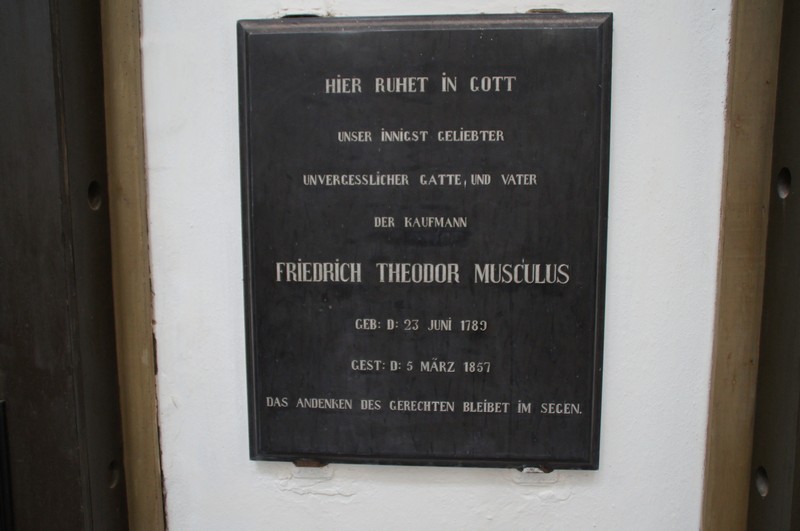 HIER RUHET IN GOTT
UNSER INNIGST GELIEBTER
UNVERGESSLICHER GATTE, UND VATER
DER KAUFMANN
FRIEDRICH THEODOR MUSCULUS
GEB: D: 23 JUNI 1789
GEST: D: 5 MÄRZ 1857
DAS ANDENKEN DES GERECHTEN BLEIBET IM SEGEN.